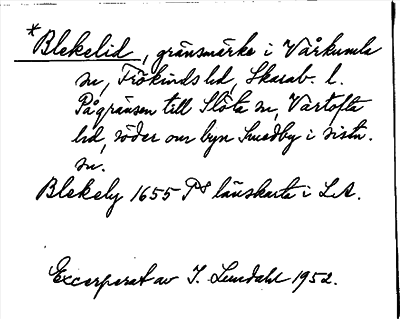 *Blekelid, gränsmärke i Vårkumla
sn, Frökinds hd, Skarab. l.
På gränsen till Slöta sn, Vartofta
hd, söder om byn Smedby i sistn.
sn.
Blekely 1655 P8 länskarta i LA.
Excerperat av I. Lundahl 1952.